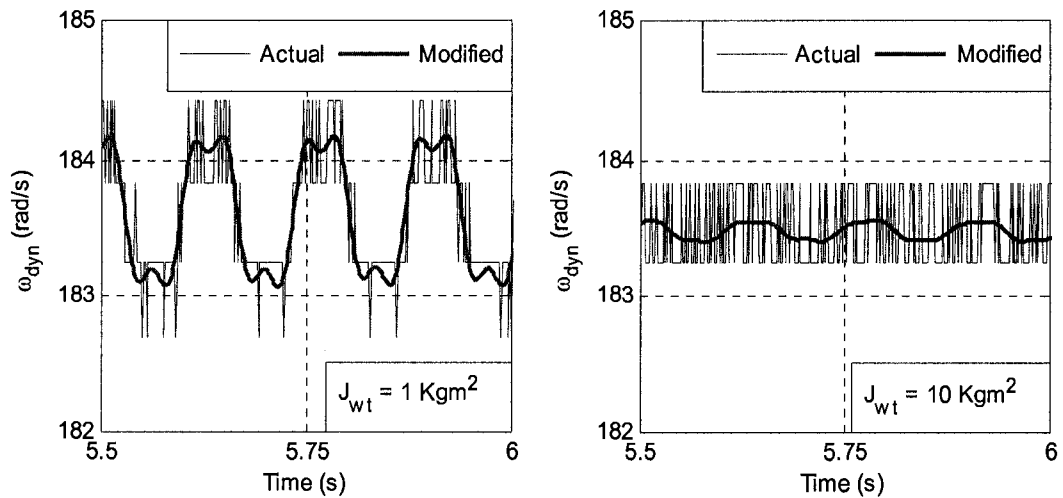 185
184
183
182
ω_dyn (rad/s)
Actual Modified
J_wt = 1 Kgm²
5.5 5.75 6
Time (s)
185
184
183
182
ω_dyn (rad/s)
Actual Modified
J_wt = 10 Kgm²
5.5 5.75 6
Time (s)